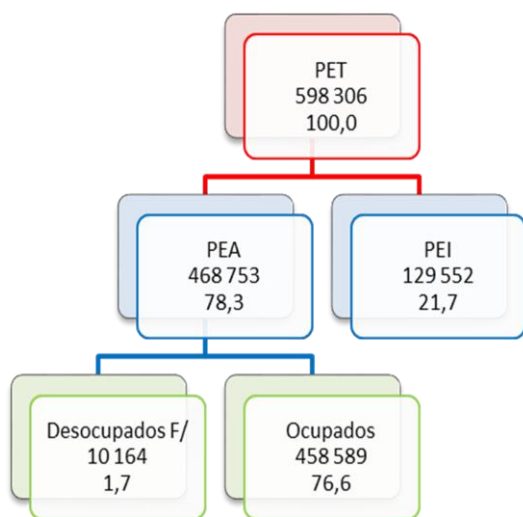 PET
598 306
100,0
PEA
468 753
78,3
PEI
129 552
21,7
Desocupados F/
10 164
1,7
Ocupados
458 589
76,6